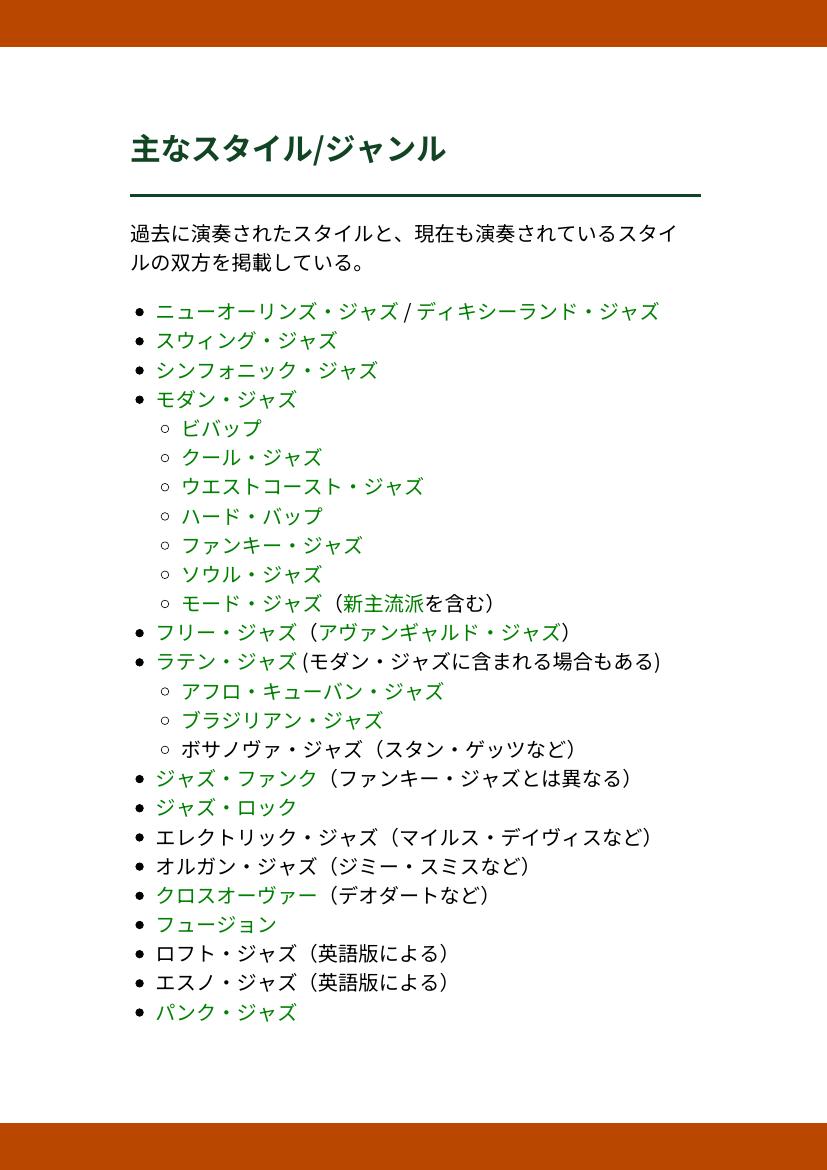 主なスタイル/ジャンル
過去に演奏されたスタイルと、現在も演奏されているスタイ
ルの双方を掲載している。
ニューオーリンズ・ジャズ / ディキシーランド・ジャズ
スウィング・ジャズ
シンフォニック・ジャズ
モダン・ジャズ
ビバップ
クール・ジャズ
ウエストコースト・ジャズ
ハード・バップ
ファンキー・ジャズ
ソウル・ジャズ
モード・ジャズ（新主流派を含む）
フリー・ジャズ（アヴァンギャルド・ジャズ）
ラテン・ジャズ (モダン・ジャズに含まれる場合もある)
アフロ・キューバン・ジャズ
ブラジリアン・ジャズ
ボサノヴァ・ジャズ（スタン・ゲッツなど）
ジャズ・ファンク（ファンキー・ジャズとは異なる）
ジャズ・ロック
エレクトリック・ジャズ（マイルス・デイヴィスなど）
オルガン・ジャズ（ジミー・スミスなど）
クロスオーヴァー（デオダートなど）
フュージョン
ロフト・ジャズ（英語版による）
エスノ・ジャズ（英語版による）
パンク・ジャズ